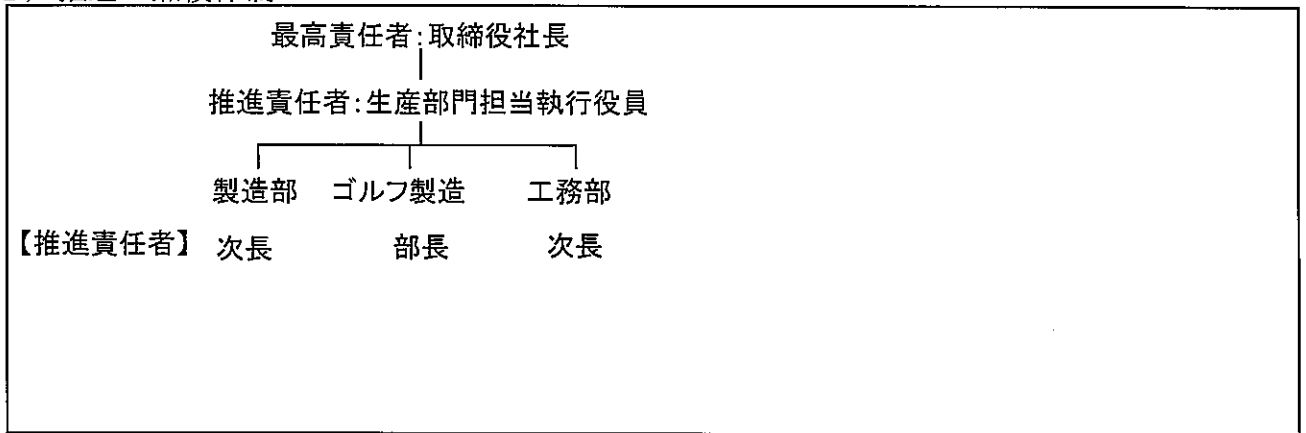 最高責任者:取締役社長
推進責任者:生産部門担当執行役員
製造部 ゴルフ製造 工務部
【推進責任者】 次長 部長 次長